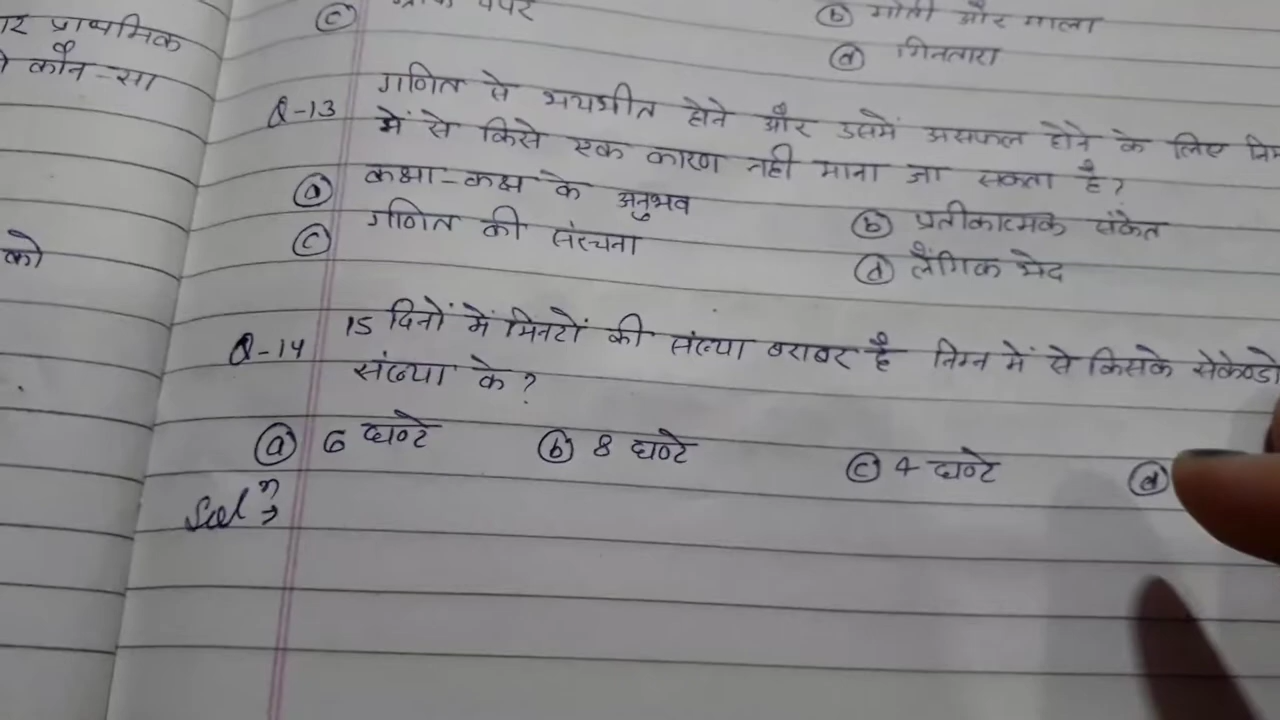 ार प्राथमिक
कौन-सा
को
ⓒ
ⓑ मोती और माला
ⓓ गिनतारा
Q-13 गणित से भयभीत होने और उसमें असफल होने के लिए निम
में से किसे एक कारण नही माना जा सकता है?
ⓐ कक्षा-कक्ष के अनुभव
ⓑ प्रतीकात्मक संकेत
ⓒ गणित की संरचना
ⓓ लैंगिक भेद
Q-14 15 दिनों में मिनटों की संख्या बराबर है निम्न में से किसके सेकेण्डो
संख्या के?
ⓐ 6 घण्टे ⓑ 8 घण्टे ⓒ 4 घण्टे ⓓ
Solⁿ ⇒